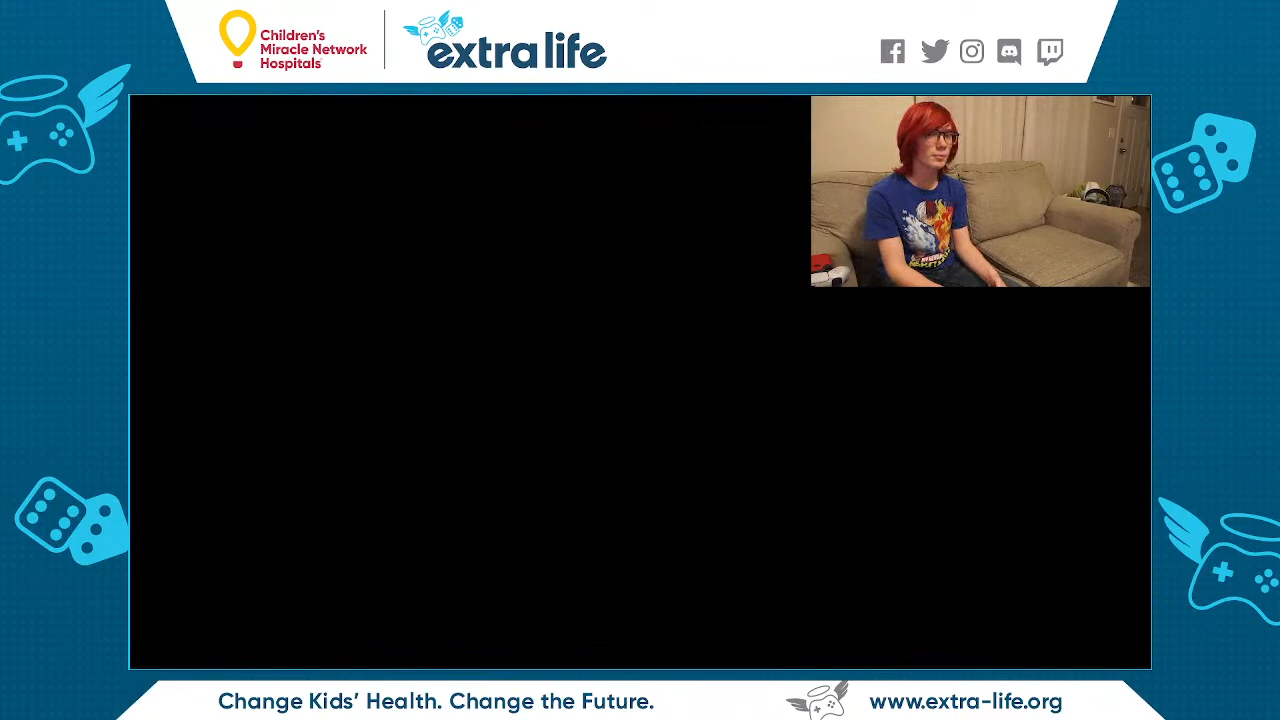 Children's
Miracle Network
Hospitals
extra life
Change Kids' Health. Change the Future.
www.extra-life.org